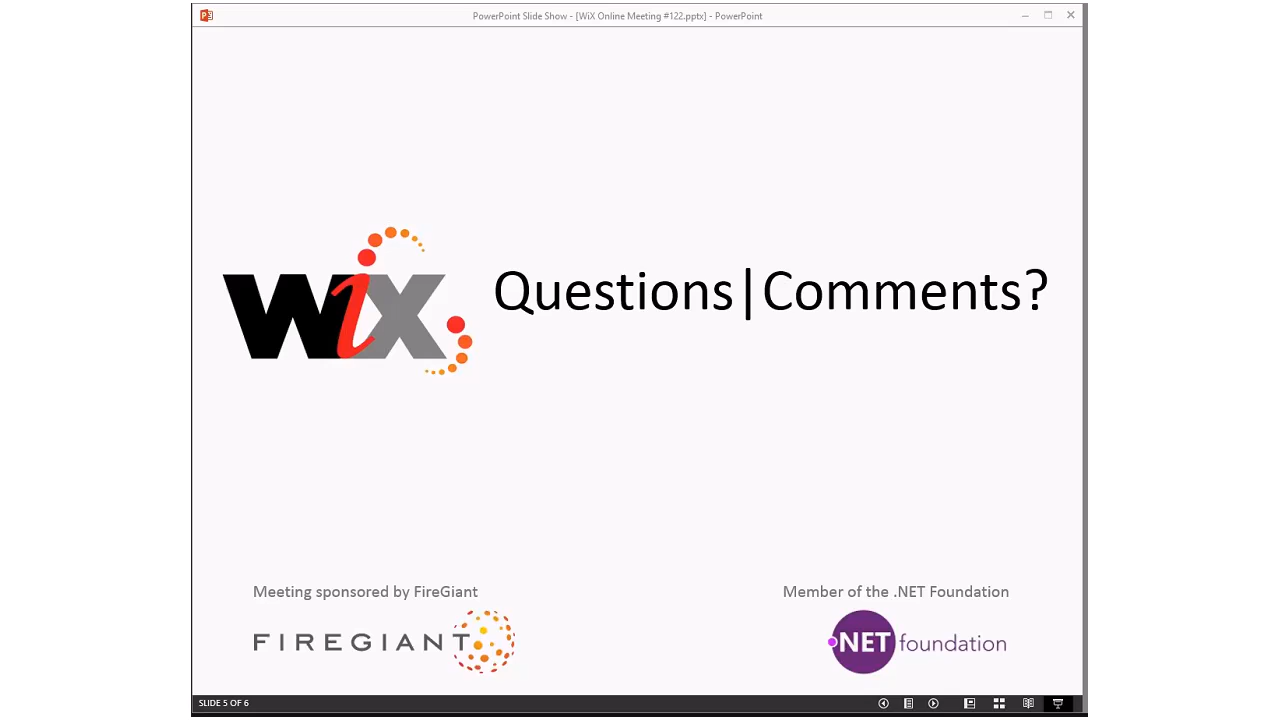 PowerPoint Slide Show - [WiX Online Meeting #122.pptx] - PowerPoint
WiX
Questions|Comments?
Meeting sponsored by FireGiant
Member of the .NET Foundation
FIREGIANT
.NET foundation
SLIDE 5 OF 6